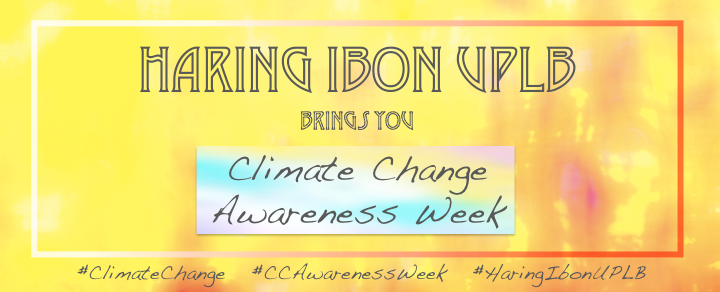 HARING IBON UPLB
BRINGS YOU
Climate Change
Awareness Week
#ClimateChange #CCAwarenessWeek #HaringIbonUPLB